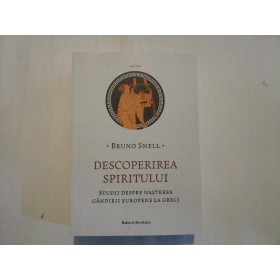 • BRUNO SNELL •
DESCOPERIREA
SPIRITULUI
STUDII DESPRE NAȘTEREA
GÂNDIRII EUROPENE LA GRECI